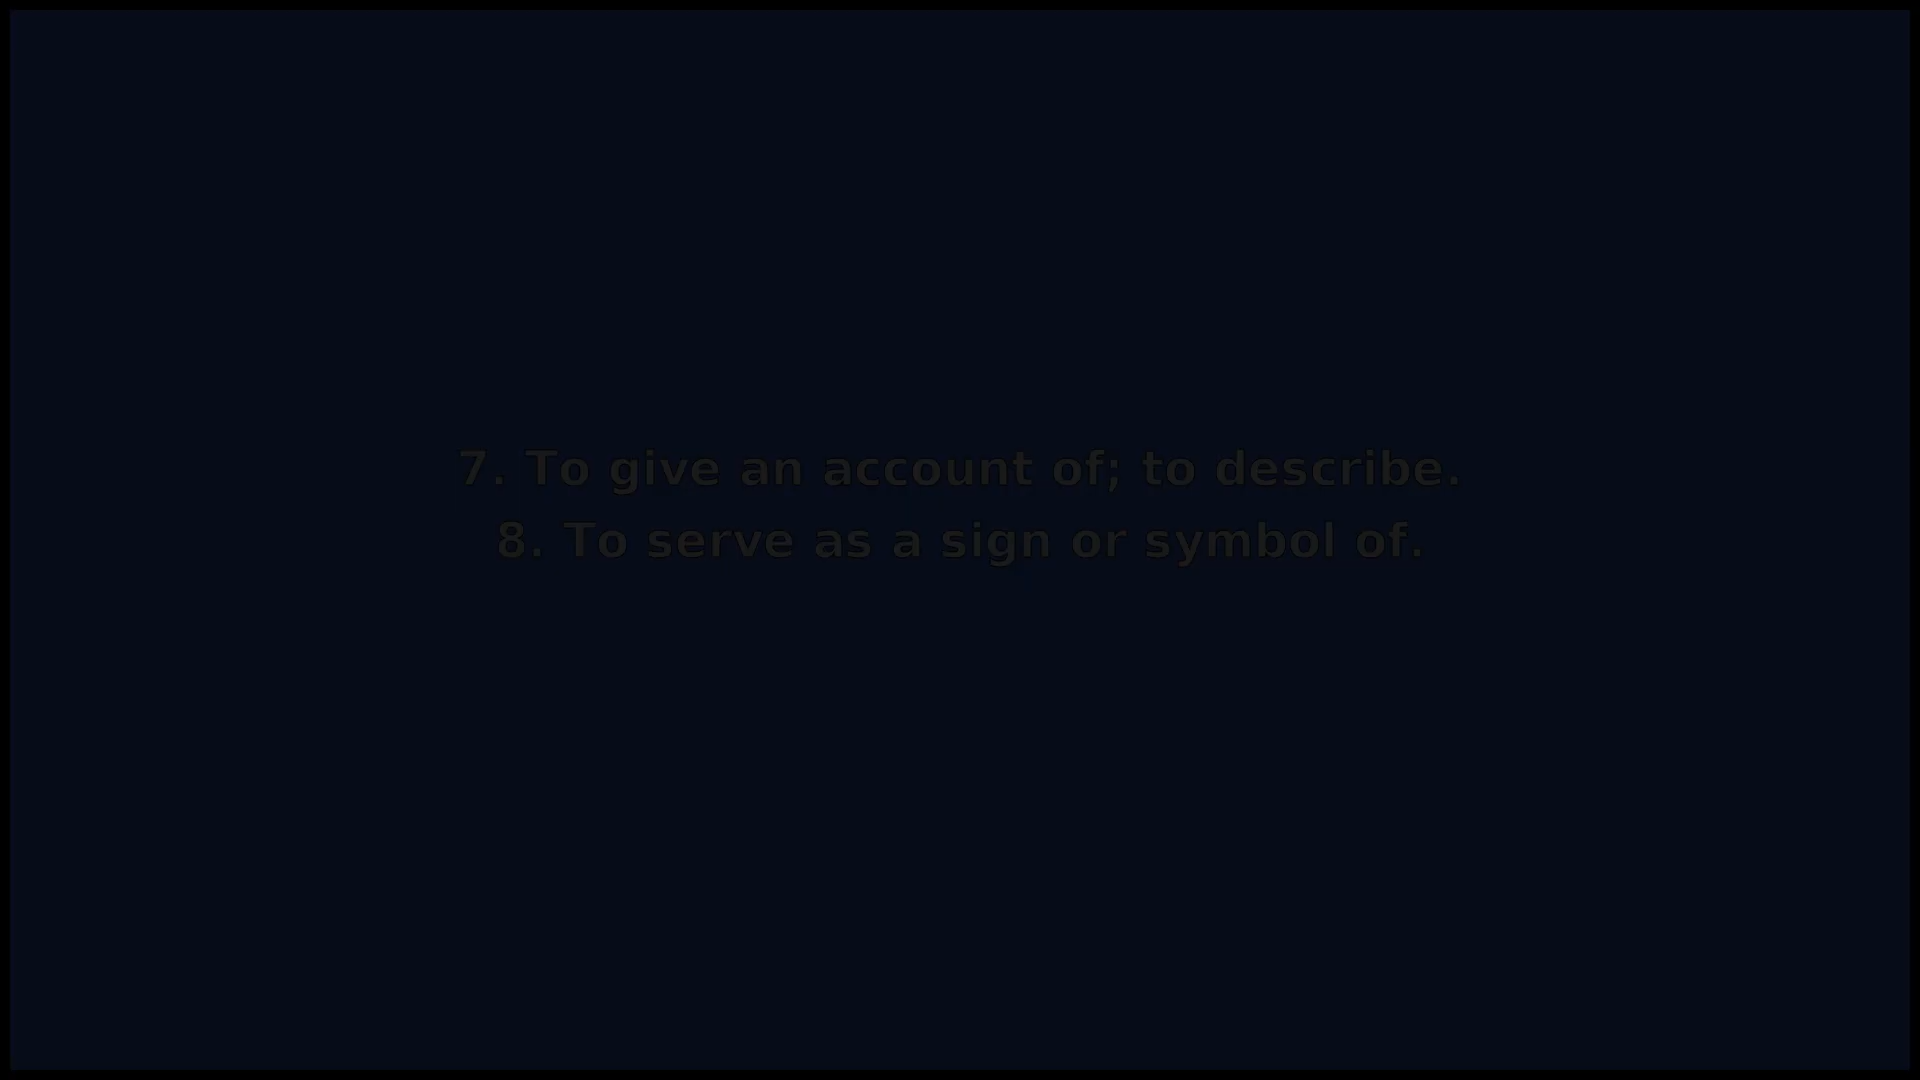 7. To give an account of; to describe.
8. To serve as a sign or symbol of.